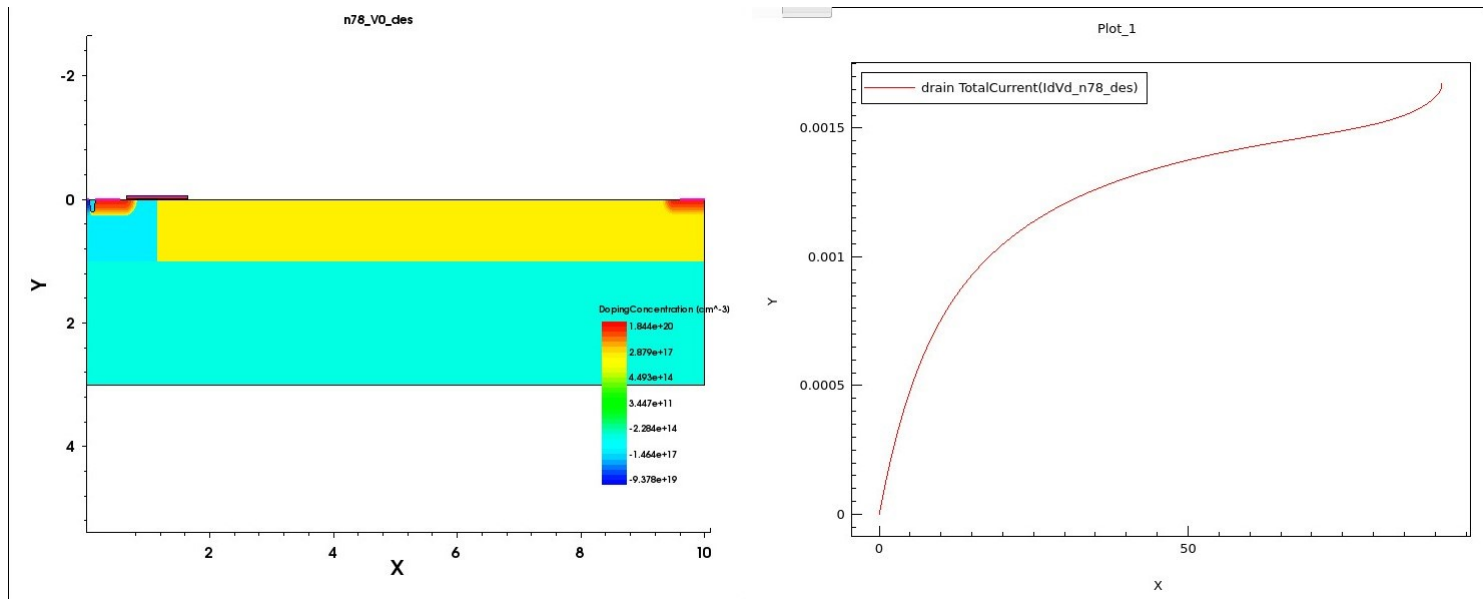 n78_V0_des
-2
0
2
4
Y
2
4
6
8
10
X
DopingConcentration (cm^-3)
1.844e+20
2.879e+17
4.493e+14
3.447e+11
-2.284e+14
-1.464e+17
-9.378e+19
Plot_1
drain TotalCurrent(IdVd_n78_des)
0.0015
0.001
0.0005
0
Y
0
50
X